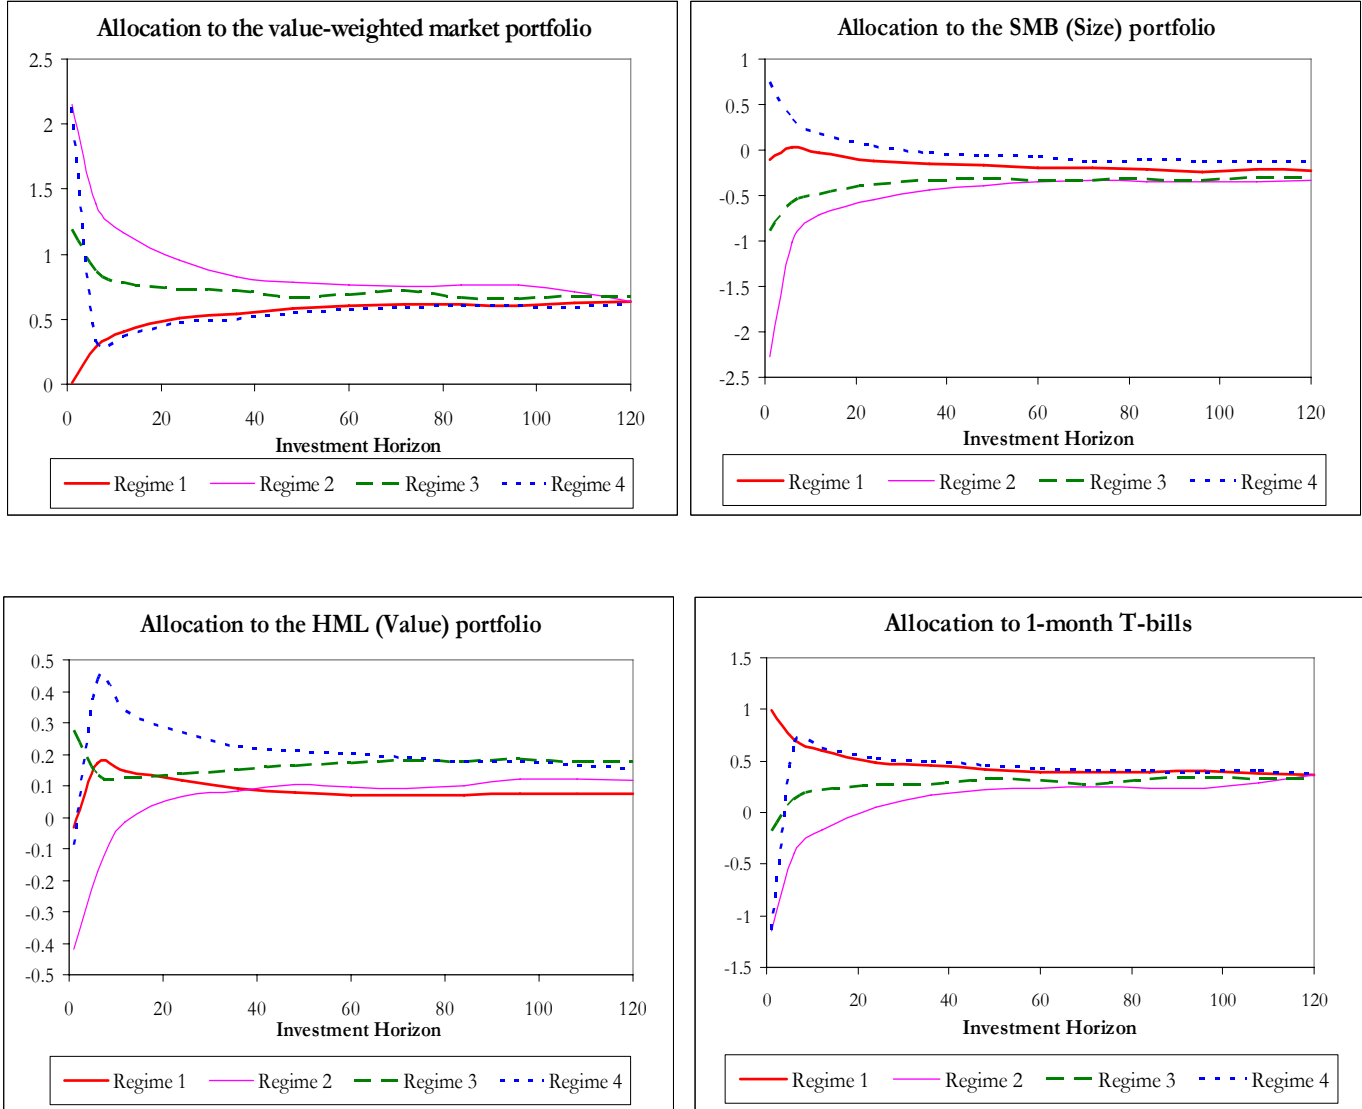 Allocation to the value-weighted market portfolio
2.5
2
1.5
1
0.5
0
0 20 40 60 80 100 120
Investment Horizon
Regime 1 Regime 2 Regime 3 Regime 4
Allocation to the SMB (Size) portfolio
1
0.5
0
-0.5
-1
-1.5
-2
-2.5
0 20 40 60 80 100 120
Investment Horizon
Regime 1 Regime 2 Regime 3 Regime 4
Allocation to the HML (Value) portfolio
0.5
0.4
0.3
0.2
0.1
0
-0.1
-0.2
-0.3
-0.4
-0.5
0 20 40 60 80 100 120
Investment Horizon
Regime 1 Regime 2 Regime 3 Regime 4
Allocation to 1-month T-bills
1.5
1
0.5
0
-0.5
-1
-1.5
0 20 40 60 80 100 120
Investment Horizon
Regime 1 Regime 2 Regime 3 Regime 4